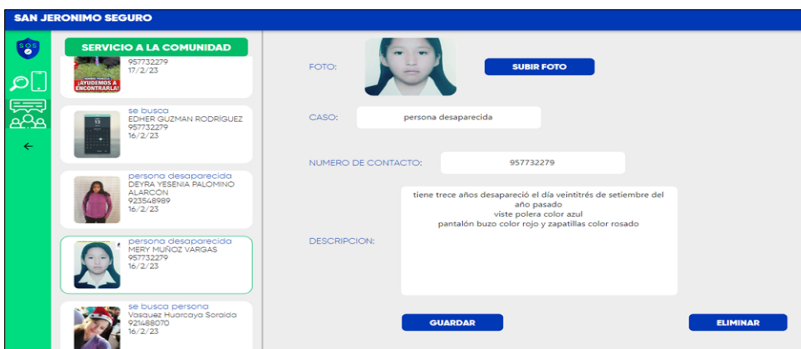 SAN JERONIMO SEGURO
SOS
SERVICIO A LA COMUNIDAD
¡AYUDEMOS A
ENCONTRARLA!
957732279
17/2/23
se busca
EDHER GUZMAN RODRÍGUEZ
957732279
16/2/23
persona desaparecida
DEYRA YESENIA PALOMINO
ALARCÓN
923548989
16/2/23
persona desaparecida
MERY MUÑOZ VARGAS
957732279
16/2/23
se busca persona
Vasquez Huarcaya Soraida
921488070
16/2/23
FOTO:
SUBIR FOTO
CASO:
persona desaparecida
NUMERO DE CONTACTO:
957732279
DESCRIPCION:
tiene trece años desapareció el día veintitrés de setiembre del
año pasado
viste polera color azul
pantalón buzo color rojo y zapatillas color rosado
GUARDAR
ELIMINAR